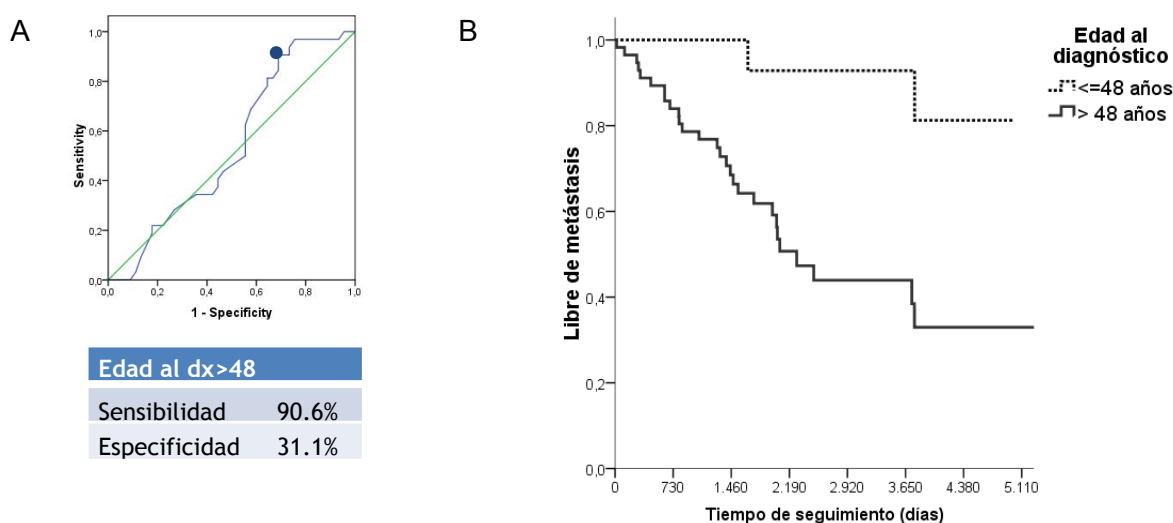 A
1,0
0,8
0,6
0,4
0,2
0,0
Sensitivity
0,0 0,2 0,4 0,6 0,8 1,0
1 - Specificity
Edad al dx>48
Sensibilidad 90.6%
Especificidad 31.1%
B
1,0
0,8
0,6
0,4
0,2
0,0
Libre de metástasis
0 730 1.460 2.190 2.920 3.650 4.380 5.110
Tiempo de seguimiento (días)
Edad al
diagnóstico
<=48 años
> 48 años